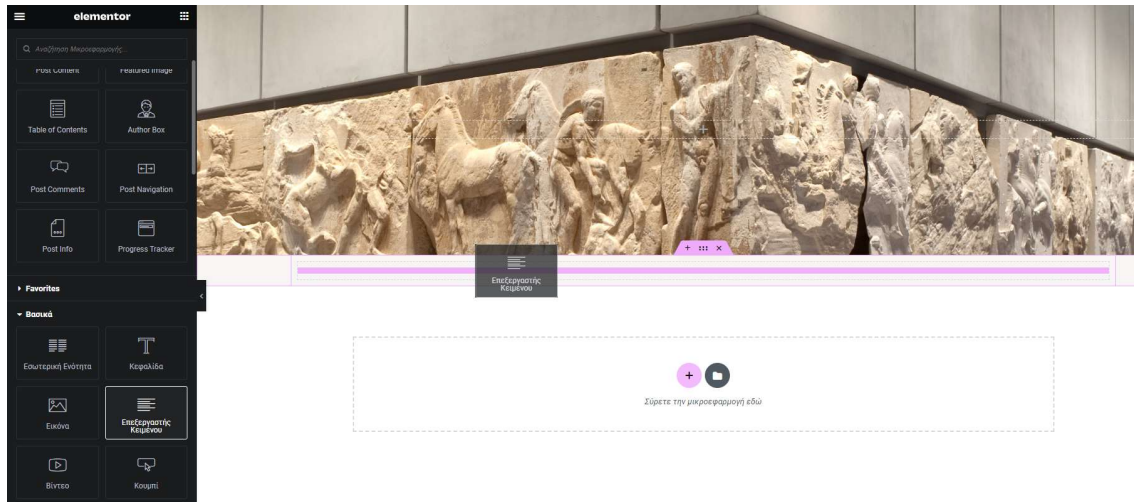 elementor
Αναζήτηση Μικροεφαρμογής...
Post Content
Featured Image
Table of Contents
Author Box
Post Comments
Post Navigation
Post Info
Progress Tracker
Favorites
Βασικά
Εσωτερική Ενότητα
Κεφαλίδα
Εικόνα
Επεξεργαστής
Κειμένου
Βίντεο
Κουμπί
Επεξεργαστής
Κειμένου
Σύρετε την μικροεφαρμογή εδώ